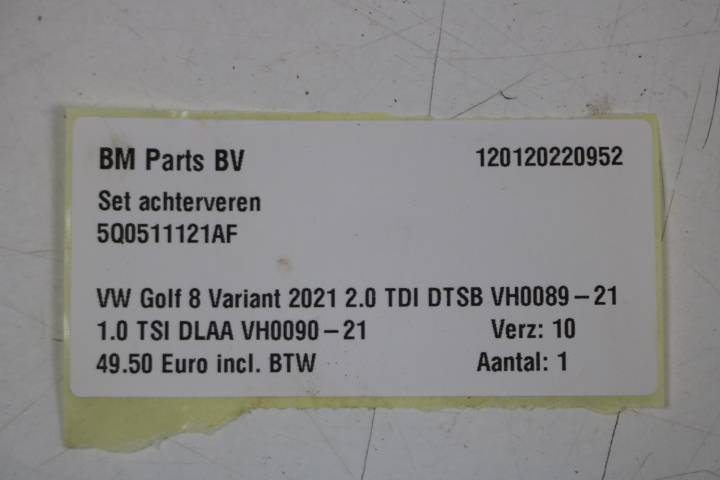 BM Parts BV 120120220952
Set achterveren
5Q0511121AF
VW Golf 8 Variant 2021 2.0 TDI DTSB VH0089-21
1.0 TSI DLAA VH0090-21 Verz: 10
49.50 Euro incl. BTW Aantal: 1